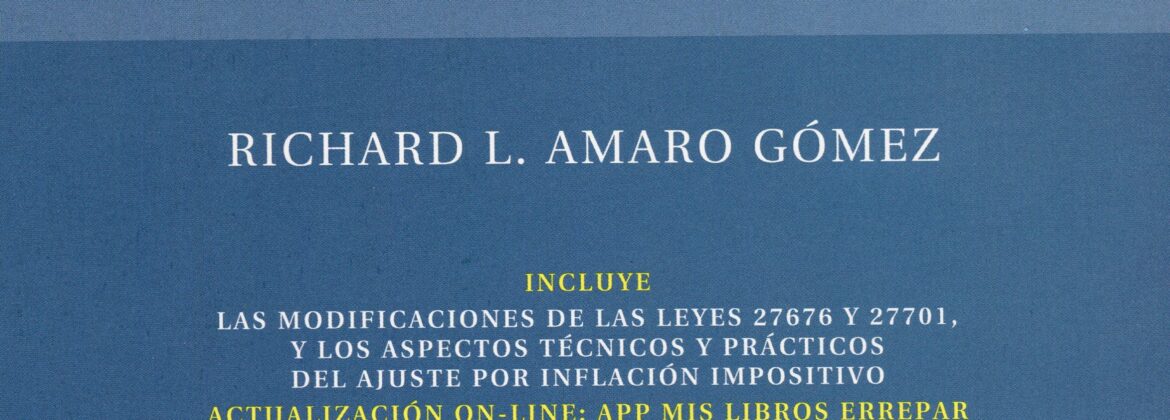 RICHARD L. AMARO GÓMEZ
INCLUYE
LAS MODIFICACIONES DE LAS LEYES 27676 Y 27701,
Y LOS ASPECTOS TÉCNICOS Y PRÁCTICOS
DEL AJUSTE POR INFLACIÓN IMPOSITIVO
ACTUALIZACIÓN ON-LINE: APP MIS LIBROS ERREPAR